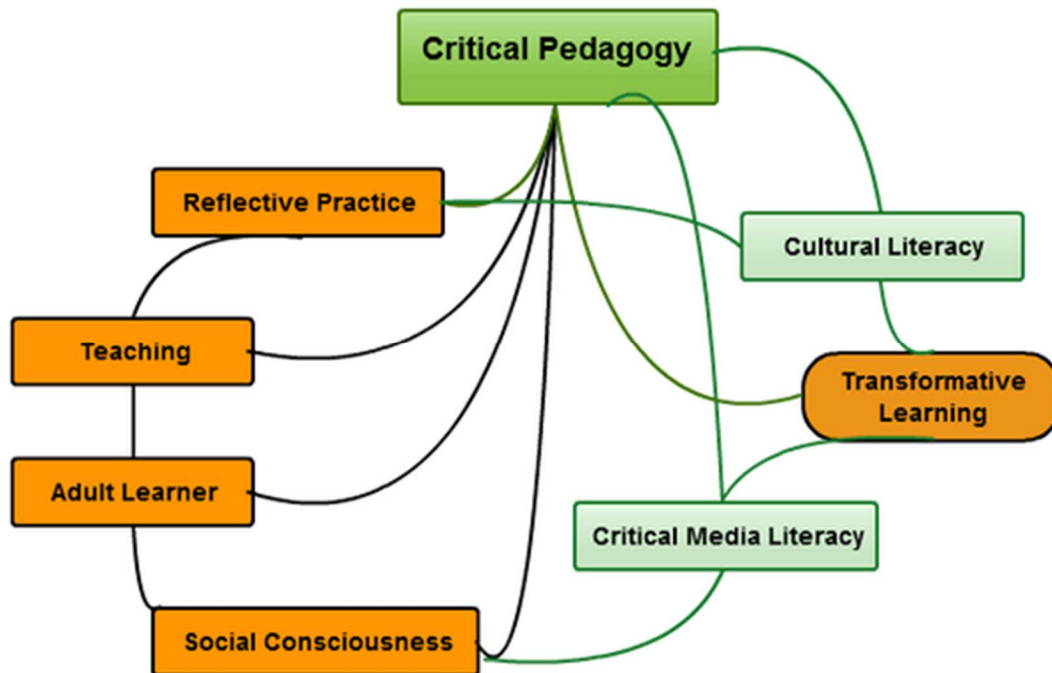 Critical Pedagogy
Reflective Practice
Cultural Literacy
Teaching
Transformative
Learning
Adult Learner
Critical Media Literacy
Social Consciousness